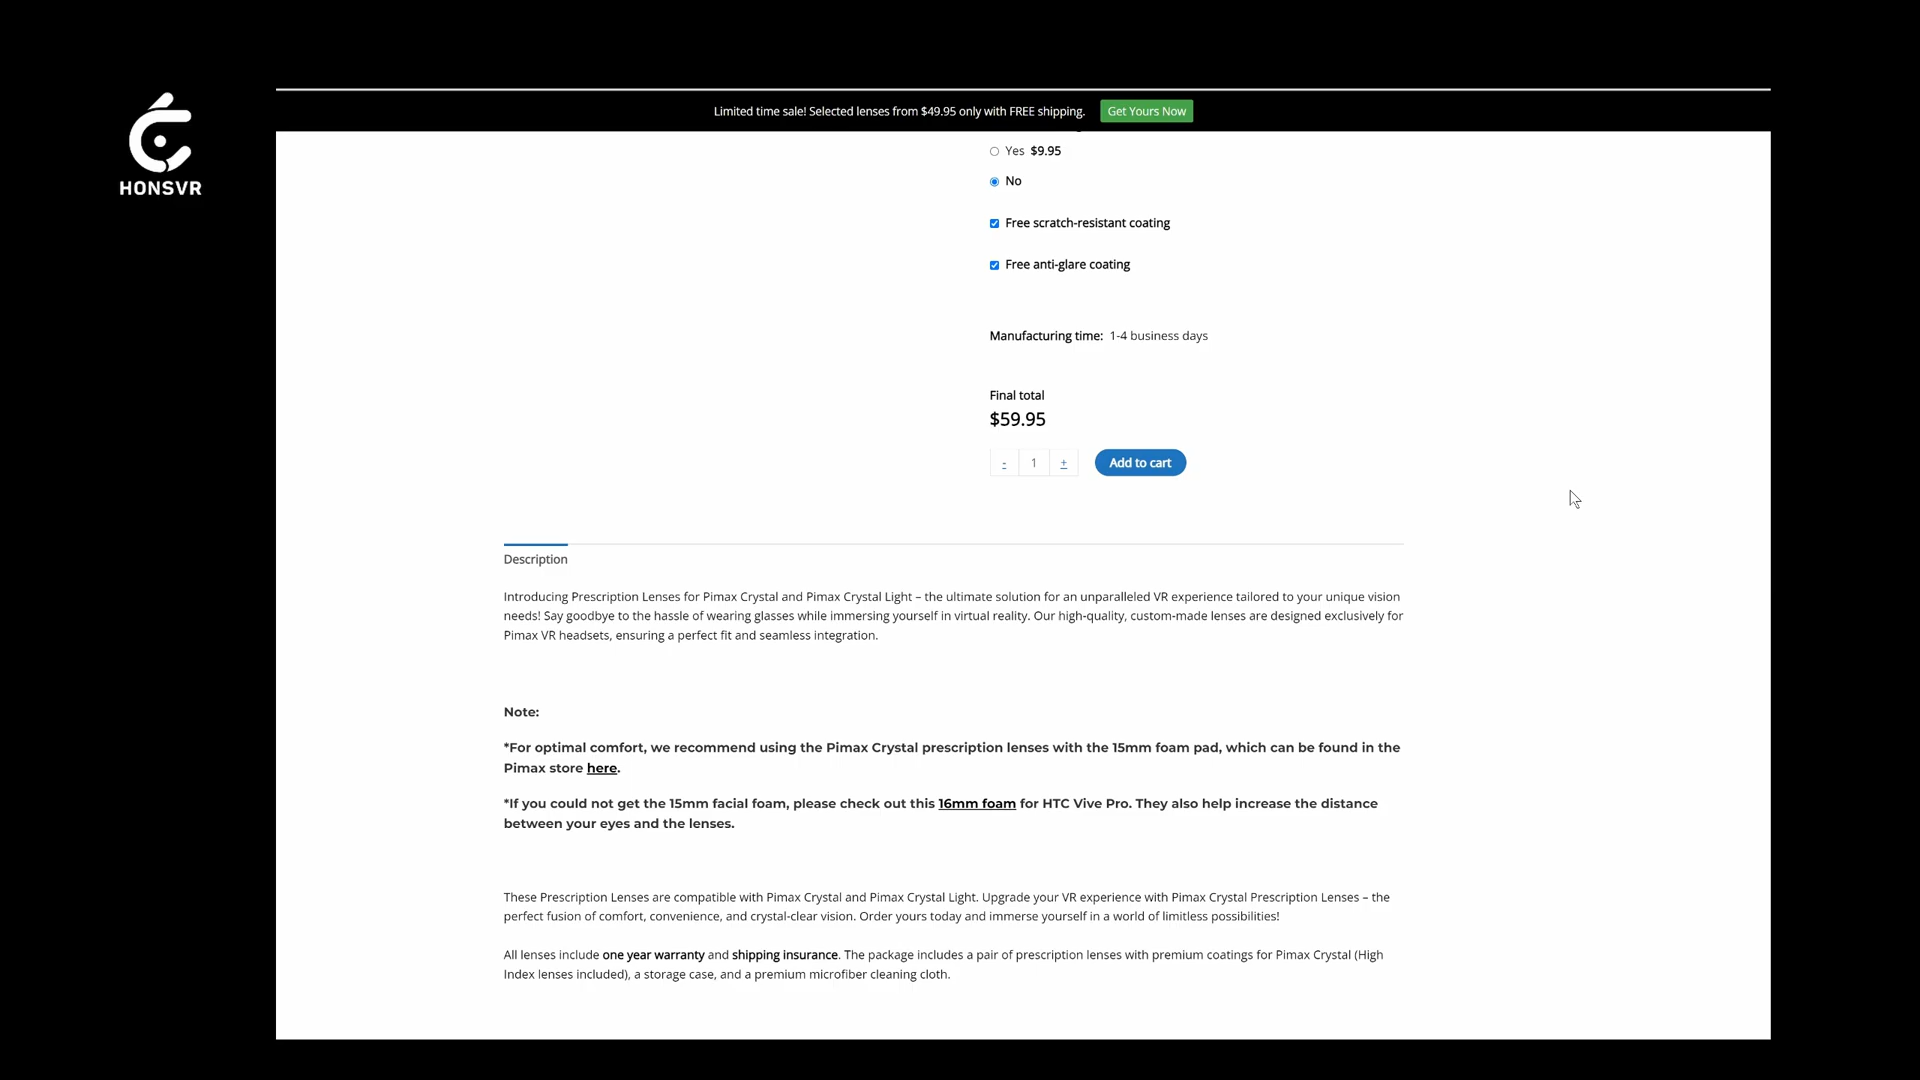 HONSVR
Limited time sale! Selected lenses from $49.95 only with FREE shipping. Get Yours Now
Yes $9.95
No
Free scratch-resistant coating
Free anti-glare coating
Manufacturing time: 1-4 business days
Final total
$59.95
- 1 + Add to cart
Description
Introducing Prescription Lenses for Pimax Crystal and Pimax Crystal Light – the ultimate solution for an unparalleled VR experience tailored to your unique vision
needs! Say goodbye to the hassle of wearing glasses while immersing yourself in virtual reality. Our high-quality, custom-made lenses are designed exclusively for
Pimax VR headsets, ensuring a perfect fit and seamless integration.
Note:
*For optimal comfort, we recommend using the Pimax Crystal prescription lenses with the 15mm foam pad, which can be found in the
Pimax store here.
*If you could not get the 15mm facial foam, please check out this 16mm foam for HTC Vive Pro. They also help increase the distance
between your eyes and the lenses.
These Prescription Lenses are compatible with Pimax Crystal and Pimax Crystal Light. Upgrade your VR experience with Pimax Crystal Prescription Lenses – the
perfect fusion of comfort, convenience, and crystal-clear vision. Order yours today and immerse yourself in a world of limitless possibilities!
All lenses include one year warranty and shipping insurance. The package includes a pair of prescription lenses with premium coatings for Pimax Crystal (High
Index lenses included), a storage case, and a premium microfiber cleaning cloth.